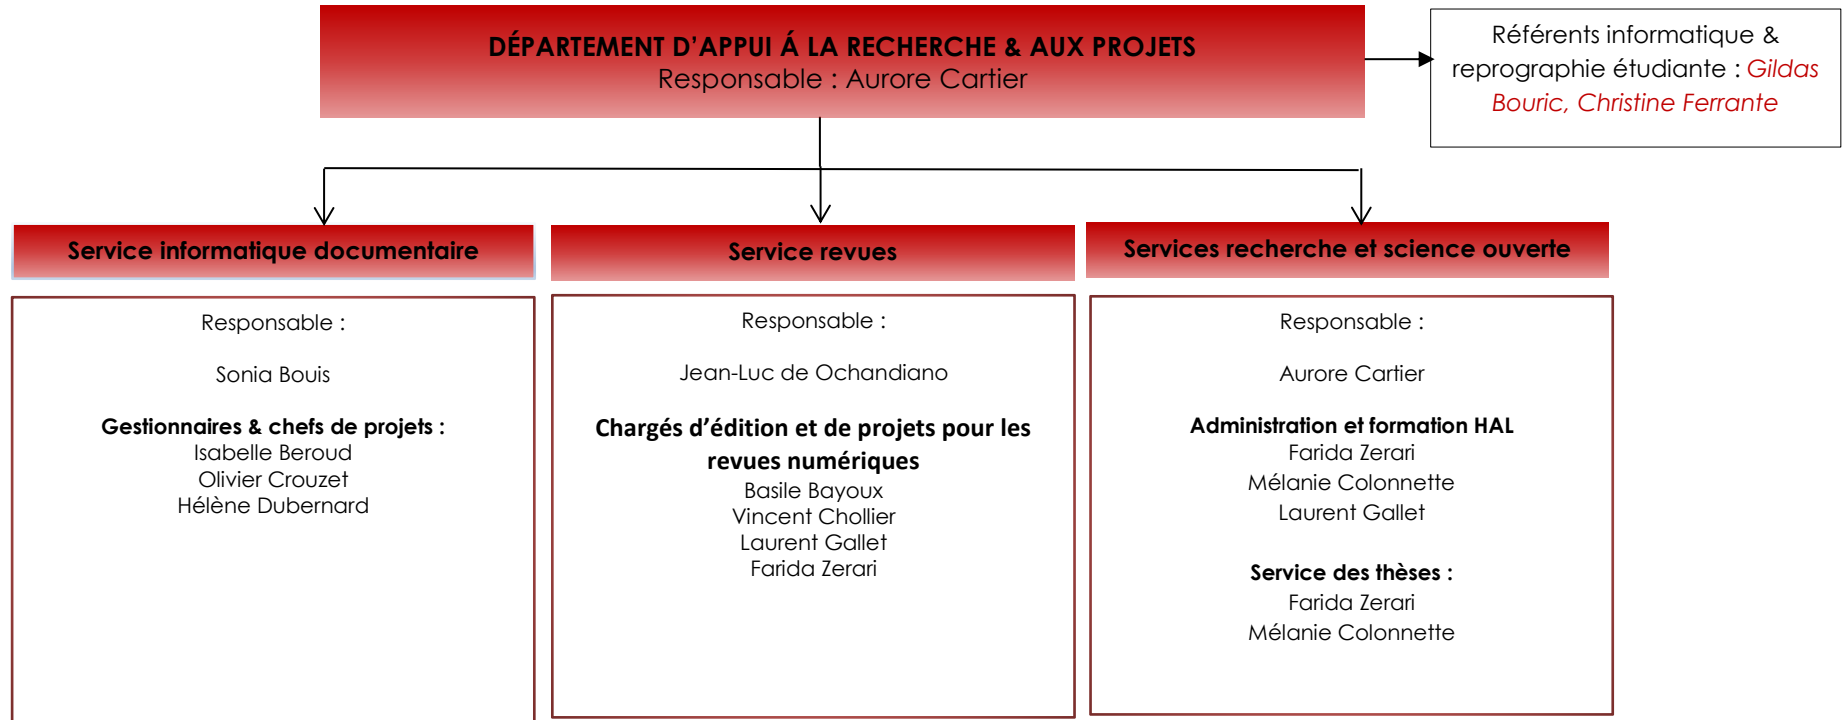 DÉPARTEMENT D’APPUI Á LA RECHERCHE & AUX PROJETS
Responsable : Aurore Cartier
Référents informatique &
reprographie étudiante : Gildas
Bouric, Christine Ferrante
Service informatique documentaire
Responsable :
Sonia Bouis
Gestionnaires & chefs de projets :
Isabelle Beroud
Olivier Crouzet
Hélène Dubernard
Service revues
Responsable :
Jean-Luc de Ochandiano
Chargés d’édition et de projets pour les
revues numériques
Basile Bayoux
Vincent Chollier
Laurent Gallet
Farida Zerari
Services recherche et science ouverte
Responsable :
Aurore Cartier
Administration et formation HAL
Farida Zerari
Mélanie Colonnette
Laurent Gallet
Service des thèses :
Farida Zerari
Mélanie Colonnette